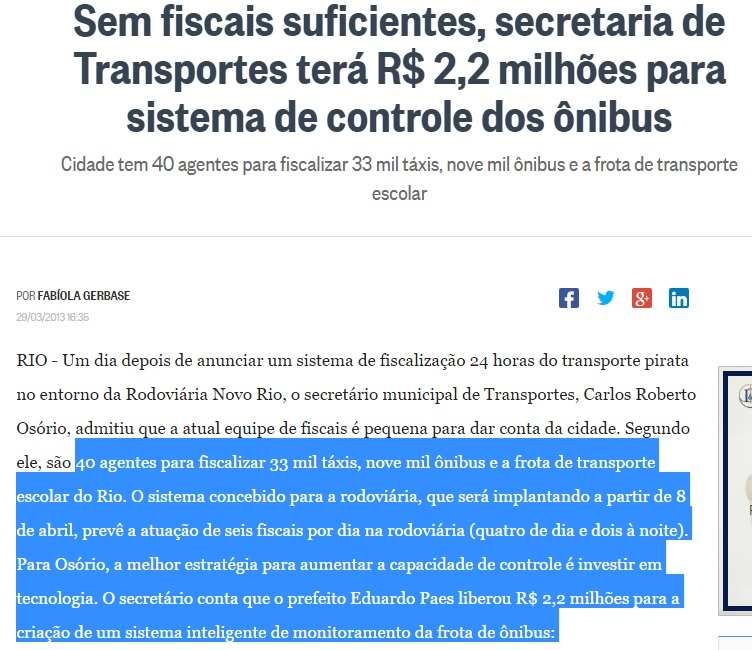 Sem fiscais suficientes, secretaria de
Transportes terá R$ 2,2 milhões para
sistema de controle dos ônibus
Cidade tem 40 agentes para fiscalizar 33 mil táxis, nove mil ônibus e a frota de transporte
escolar
POR FABÍOLA GERBASE
29/03/2013 16:35
RIO - Um dia depois de anunciar um sistema de fiscalização 24 horas do transporte pirata
no entorno da Rodoviária Novo Rio, o secretário municipal de Transportes, Carlos Roberto
Osório, admitiu que a atual equipe de fiscais é pequena para dar conta da cidade. Segundo
ele, são 40 agentes para fiscalizar 33 mil táxis, nove mil ônibus e a frota de transporte
escolar do Rio. O sistema concebido para a rodoviária, que será implantando a partir de 8
de abril, prevê a atuação de seis fiscais por dia na rodoviária (quatro de dia e dois à noite).
Para Osório, a melhor estratégia para aumentar a capacidade de controle é investir em
tecnologia. O secretário conta que o prefeito Eduardo Paes liberou R$ 2,2 milhões para a
criação de um sistema inteligente de monitoramento da frota de ônibus: